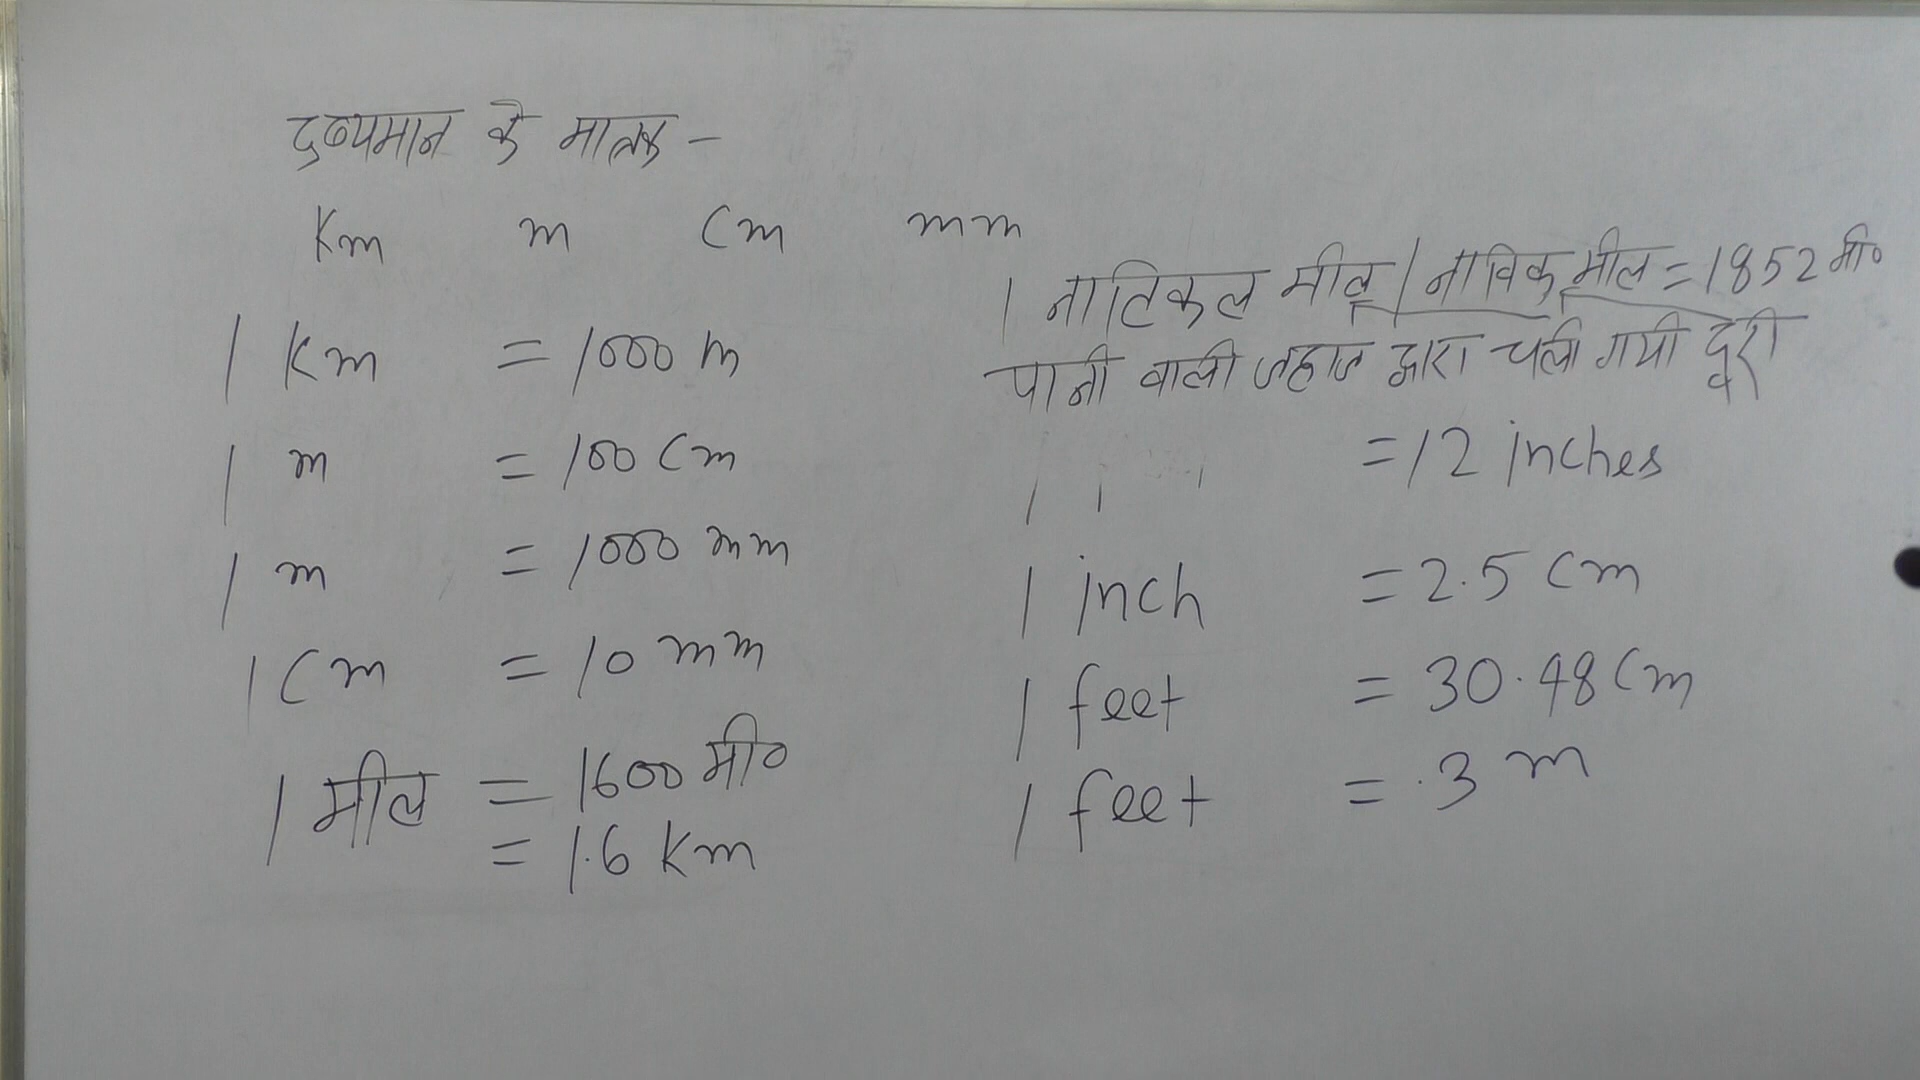 द्रव्यमान के मात्रक -
Km m Cm mm
1 Km = 1000 m
1 m = 100 Cm
1 m = 1000 mm
1 Cm = 10 mm
1 मील = 1600 मी०
= 1.6 Km
1 नाटिकल मील / नाविक मील = 1852 मी०
पानी वाली जहाज द्वारा चली गयी दूरी
1 = 12 inches
1 inch = 2.5 Cm
1 feet = 30.48 Cm
1 feet = .3 m